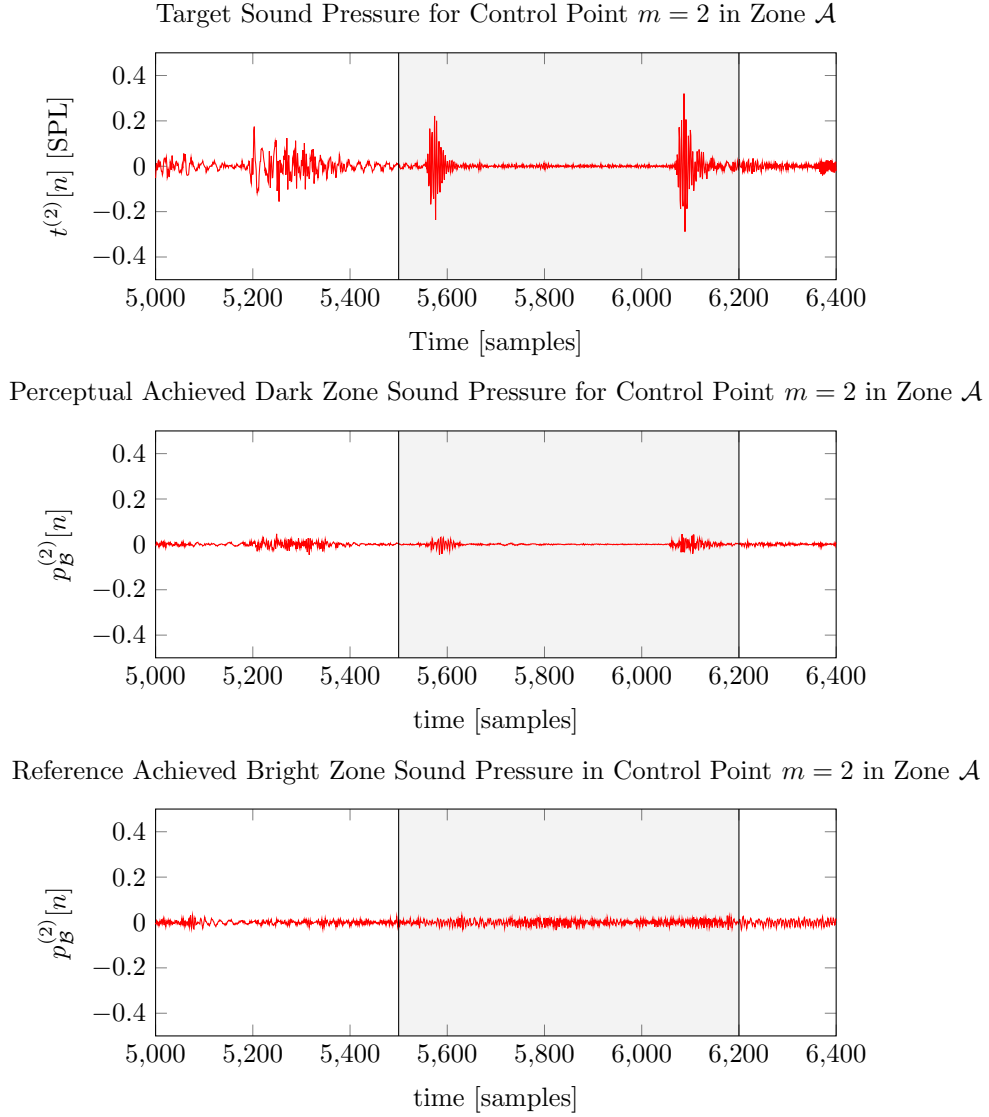 Target Sound Pressure for Control Point m = 2 in Zone 𝒜
t^(2)[n] [SPL]
0.4
0.2
0
−0.2
−0.4
5,000 5,200 5,400 5,600 5,800 6,000 6,200 6,400
Time [samples]
Perceptual Achieved Dark Zone Sound Pressure for Control Point m = 2 in Zone 𝒜
p_ℬ^(2)[n]
0.4
0.2
0
−0.2
−0.4
5,000 5,200 5,400 5,600 5,800 6,000 6,200 6,400
time [samples]
Reference Achieved Bright Zone Sound Pressure in Control Point m = 2 in Zone 𝒜
p_ℬ^(2)[n]
0.4
0.2
0
−0.2
−0.4
5,000 5,200 5,400 5,600 5,800 6,000 6,200 6,400
time [samples]